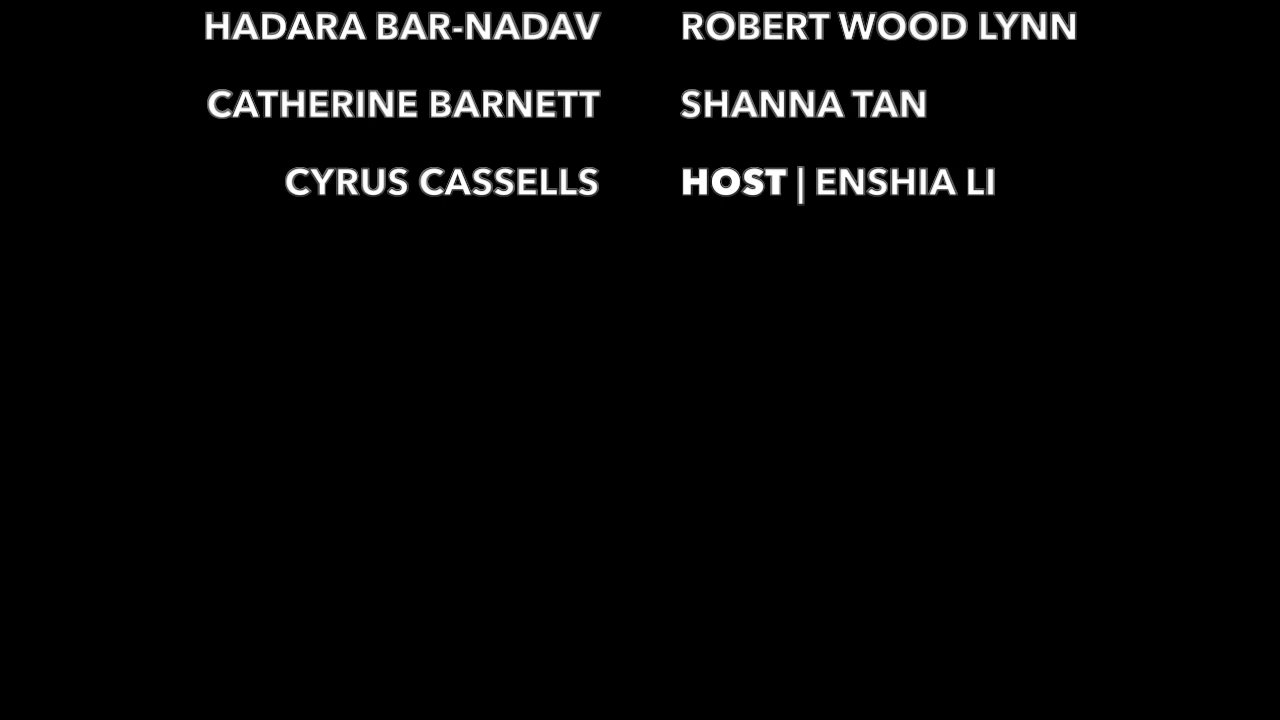 HADARA BAR-NADAV
CATHERINE BARNETT
CYRUS CASSELLS
ROBERT WOOD LYNN
SHANNA TAN
HOST | ENSHIA LI